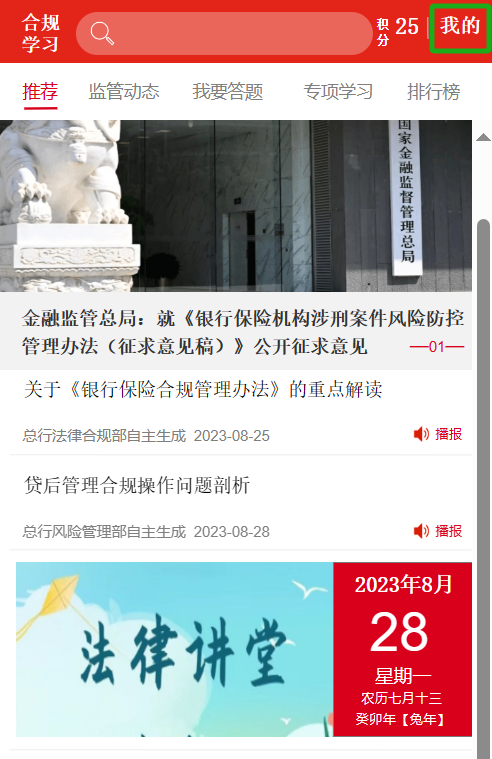 合规
学习
积
分
25
我的
推荐
监管动态
我要答题
专项学习
排行榜
国家金融监督管理总局
金融监管总局：就《银行保险机构涉刑案件风险防控
管理办法（征求意见稿）》公开征求意见
01
关于《银行保险合规管理办法》的重点解读
总行法律合规部自主生成 2023-08-25
播报
贷后管理合规操作问题剖析
总行风险管理部自主生成 2023-08-28
播报
法律讲堂
2023年8月
28
星期一
农历七月十三
癸卯年【兔年】